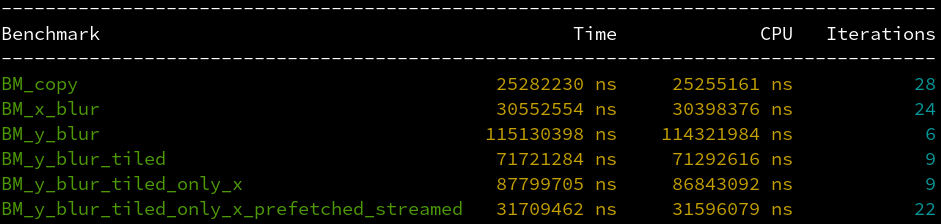 Benchmark Time CPU Iterations
BM_copy 25282230 ns 25255161 ns 28
BM_x_blur 30552554 ns 30398376 ns 24
BM_y_blur 115130398 ns 114321984 ns 6
BM_y_blur_tiled 71721284 ns 71292616 ns 9
BM_y_blur_tiled_only_x 87799705 ns 86843092 ns 9
BM_y_blur_tiled_only_x_prefetched_streamed 31709462 ns 31596079 ns 22